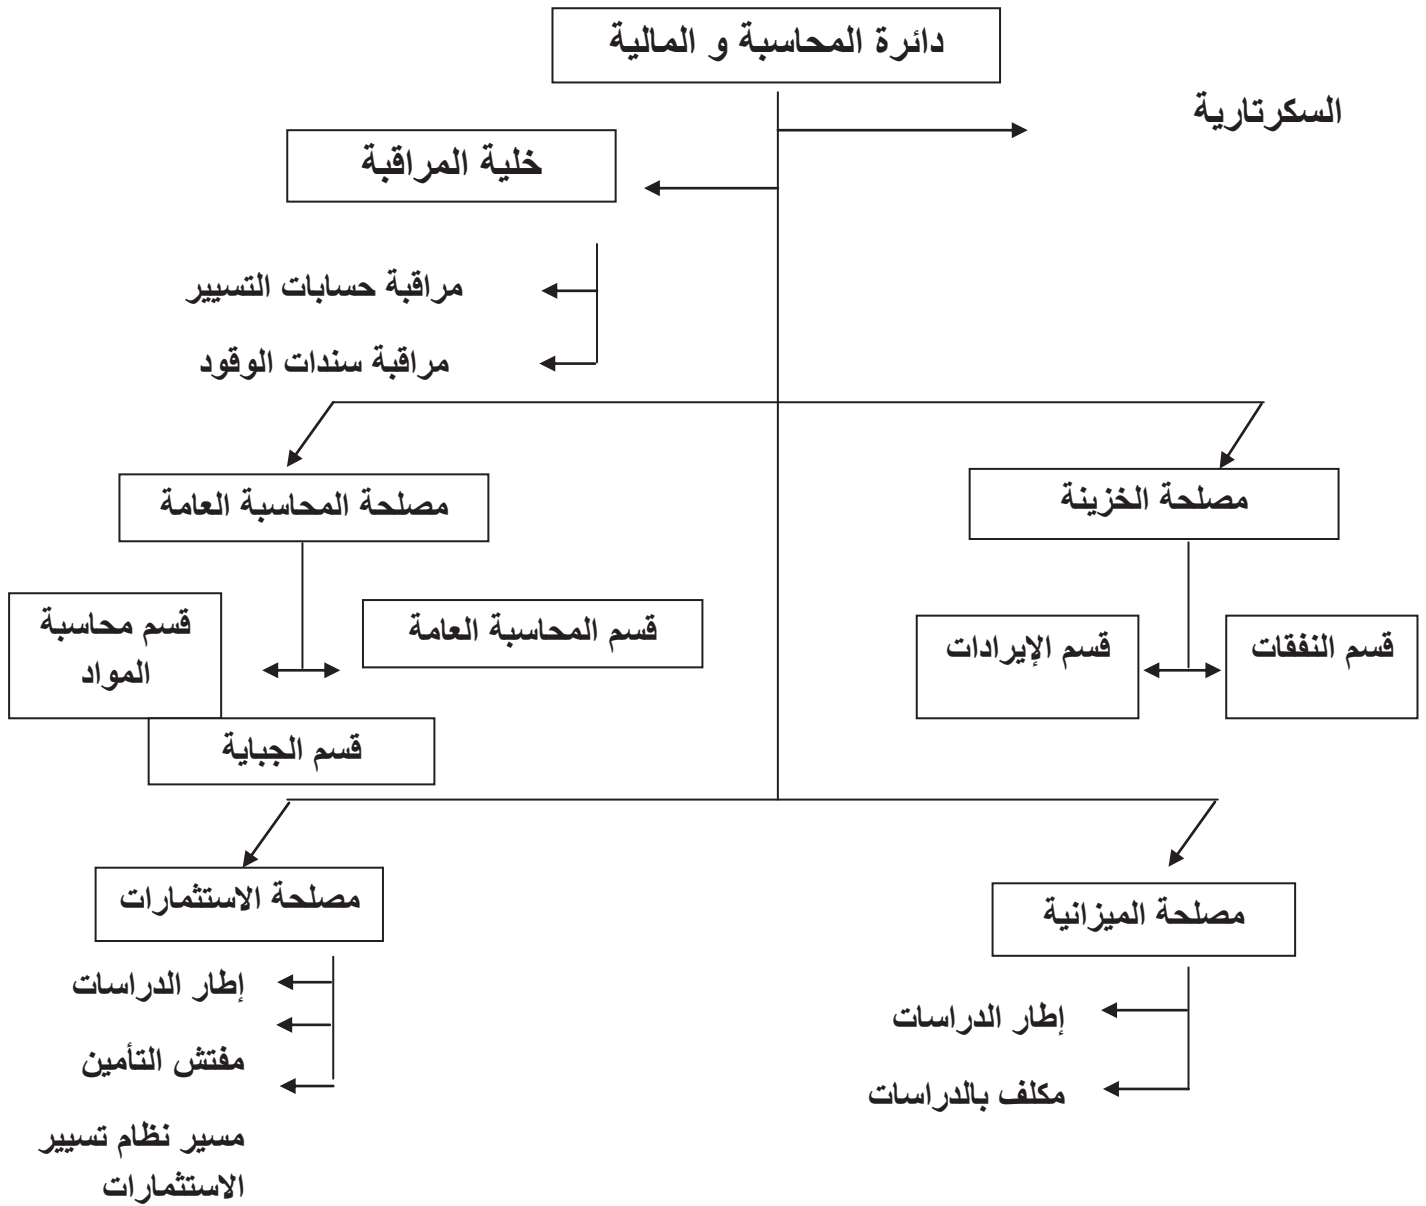 دائرة المحاسبة و المالية
السكرتارية
خلية المراقبة
مراقبة حسابات التسيير
مراقبة سندات الوقود
مصلحة الخزينة
مصلحة المحاسبة العامة
قسم النفقات
قسم الإيرادات
قسم المحاسبة العامة
قسم محاسبة
المواد
قسم الجباية
مصلحة الميزانية
مصلحة الاستثمارات
إطار الدراسات
مكلف بالدراسات
إطار الدراسات
مفتش التأمين
مسير نظام تسيير
الاستثمارات